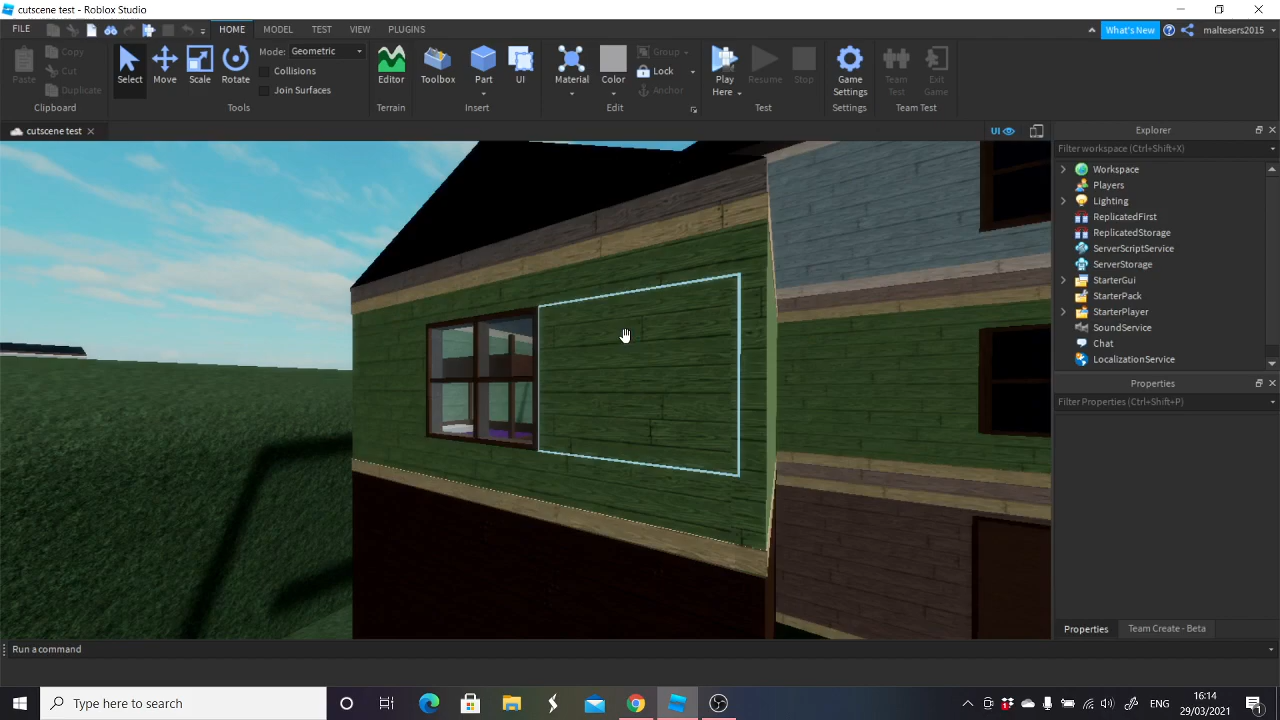 cutscene test - Roblox Studio
FILE
HOME
MODEL
TEST
VIEW
PLUGINS
What's New
maltesers2015
Paste
Copy
Cut
Duplicate
Clipboard
Select
Move
Scale
Rotate
Mode: Geometric
Collisions
Join Surfaces
Tools
Editor
Terrain
Toolbox
Part
UI
Insert
Material
Color
Group
Lock
Anchor
Edit
Play
Here
Resume
Stop
Test
Game
Settings
Settings
Team
Test
Exit
Game
Team Test
cutscene test
UI
Explorer
Filter workspace (Ctrl+Shift+X)
Workspace
Players
Lighting
ReplicatedFirst
ReplicatedStorage
ServerScriptService
ServerStorage
StarterGui
StarterPack
StarterPlayer
SoundService
Chat
LocalizationService
Properties
Filter Properties (Ctrl+Shift+P)
Properties
Team Create - Beta
Run a command
Type here to search
ENG
16:14
29/03/2021
1